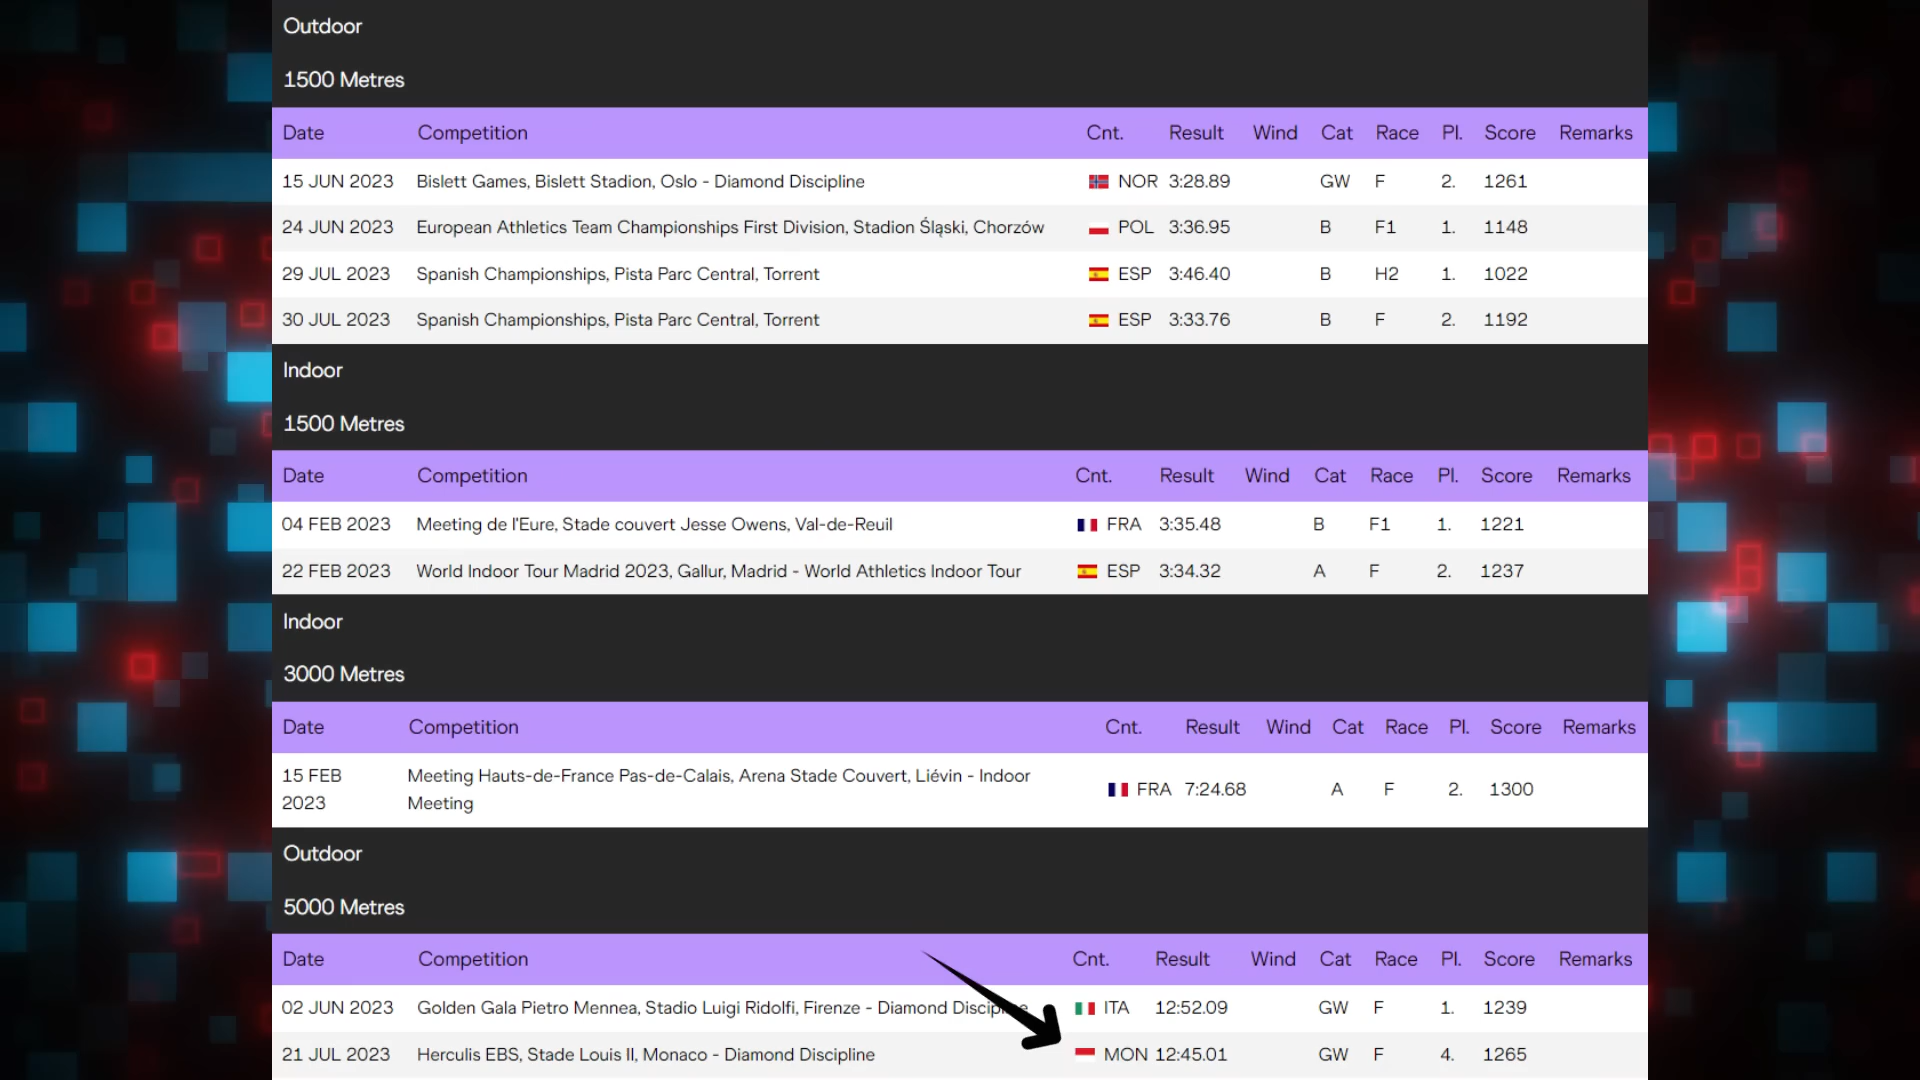 Outdoor
1500 Metres
Date Competition Cnt. Result Wind Cat Race Pl. Score Remarks
15 JUN 2023 Bislett Games, Bislett Stadion, Oslo - Diamond Discipline NOR 3:28.89 GW F 2. 1261
24 JUN 2023 European Athletics Team Championships First Division, Stadion Śląski, Chorzów POL 3:36.95 B F1 1. 1148
29 JUL 2023 Spanish Championships, Pista Parc Central, Torrent ESP 3:46.40 B H2 1. 1022
30 JUL 2023 Spanish Championships, Pista Parc Central, Torrent ESP 3:33.76 B F 2. 1192
Indoor
1500 Metres
Date Competition Cnt. Result Wind Cat Race Pl. Score Remarks
04 FEB 2023 Meeting de l'Eure, Stade couvert Jesse Owens, Val-de-Reuil FRA 3:35.48 B F1 1. 1221
22 FEB 2023 World Indoor Tour Madrid 2023, Gallur, Madrid - World Athletics Indoor Tour ESP 3:34.32 A F 2. 1237
Indoor
3000 Metres
Date Competition Cnt. Result Wind Cat Race Pl. Score Remarks
15 FEB 2023 Meeting Hauts-de-France Pas-de-Calais, Arena Stade Couvert, Liévin - Indoor Meeting FRA 7:24.68 A F 2. 1300
Outdoor
5000 Metres
Date Competition Cnt. Result Wind Cat Race Pl. Score Remarks
02 JUN 2023 Golden Gala Pietro Mennea, Stadio Luigi Ridolfi, Firenze - Diamond Discipline ITA 12:52.09 GW F 1. 1239
21 JUL 2023 Herculis EBS, Stade Louis II, Monaco - Diamond Discipline MON 12:45.01 GW F 4. 1265